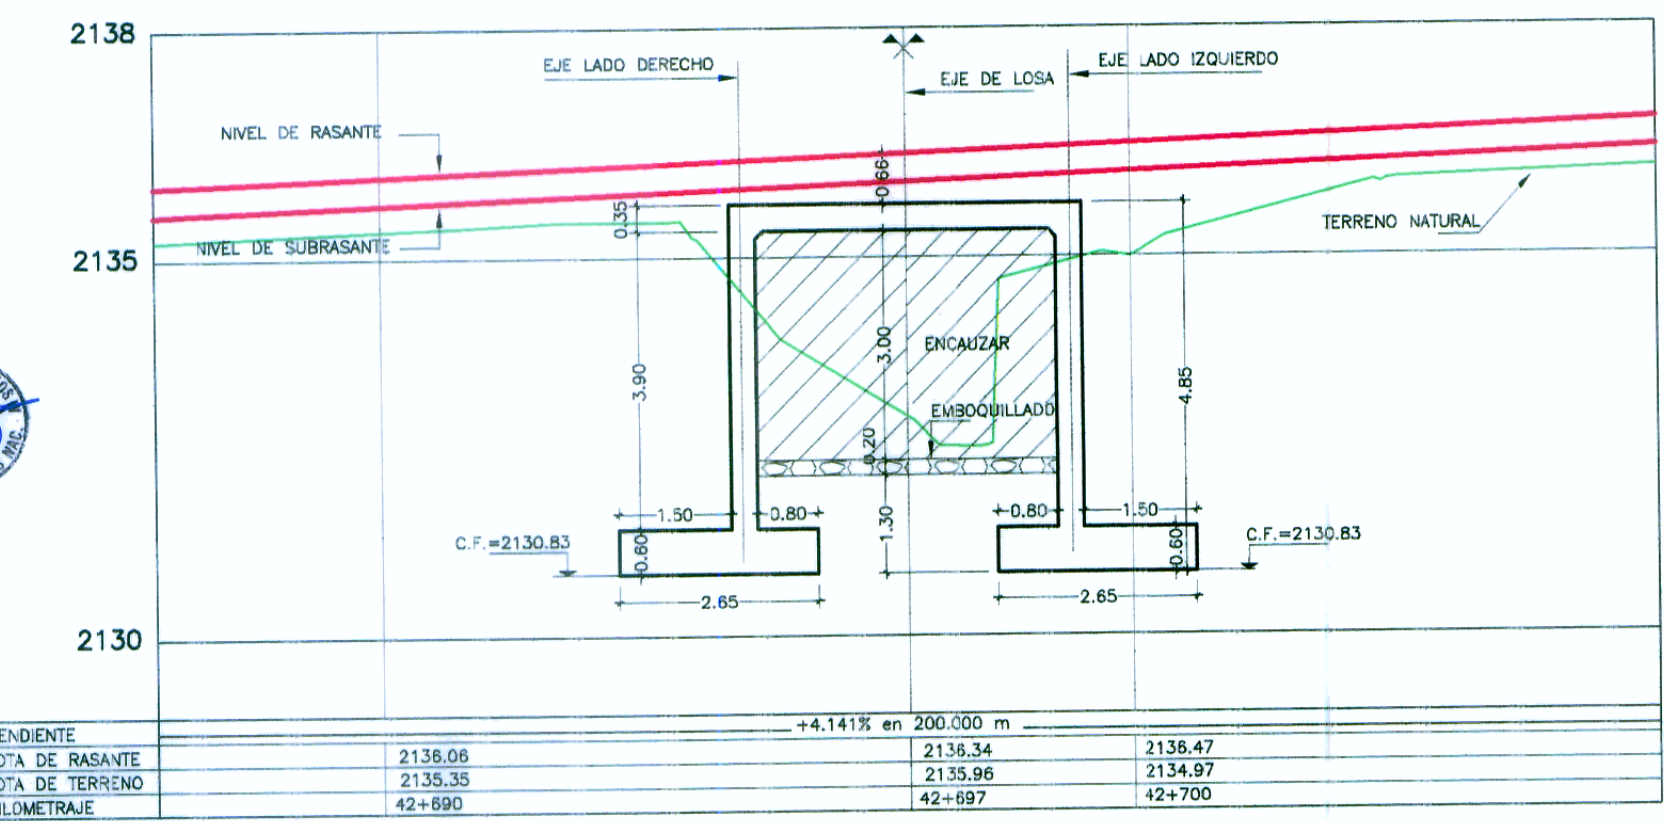 2138
EJE LADO DERECHO
EJE LADO IZQUIERDO
EJE DE LOSA
NIVEL DE RASANTE
0.66
0.35
TERRENO NATURAL
NIVEL DE SUBRASANTE
2135
3.00
ENCAUZAR
3.90
4.85
EMBOQUILLADO
0.20
1.50
0.80
1.30
0.80
1.50
C.F.=2130.83
0.60
0.60
C.F.=2130.83
2.65
2.65
2130
+4.141% en 200.000 m
ENDIENTE
OTA DE RASANTE 2136.06 2136.34 2136.47
OTA DE TERRENO 2135.35 2135.96 2134.97
ILOMETRAJE 42+690 42+697 42+700